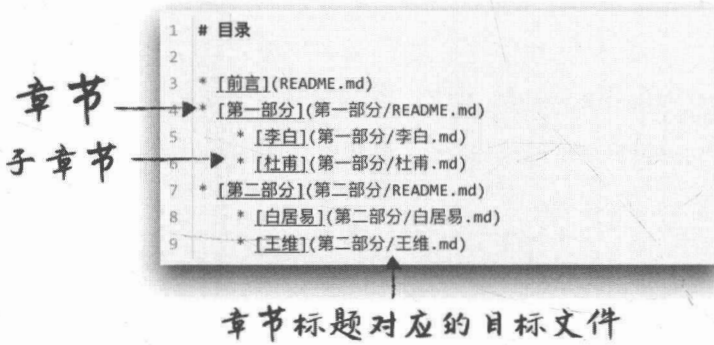 1 # 目录
2
3 * [前言](README.md)
章节
4 * [第一部分](第一部分/README.md)
5 * [李白](第一部分/李白.md)
子章节
6 * [杜甫](第一部分/杜甫.md)
7 * [第二部分](第二部分/README.md)
8 * [白居易](第二部分/白居易.md)
9 * [王维](第二部分/王维.md)
章节标题对应的目标文件